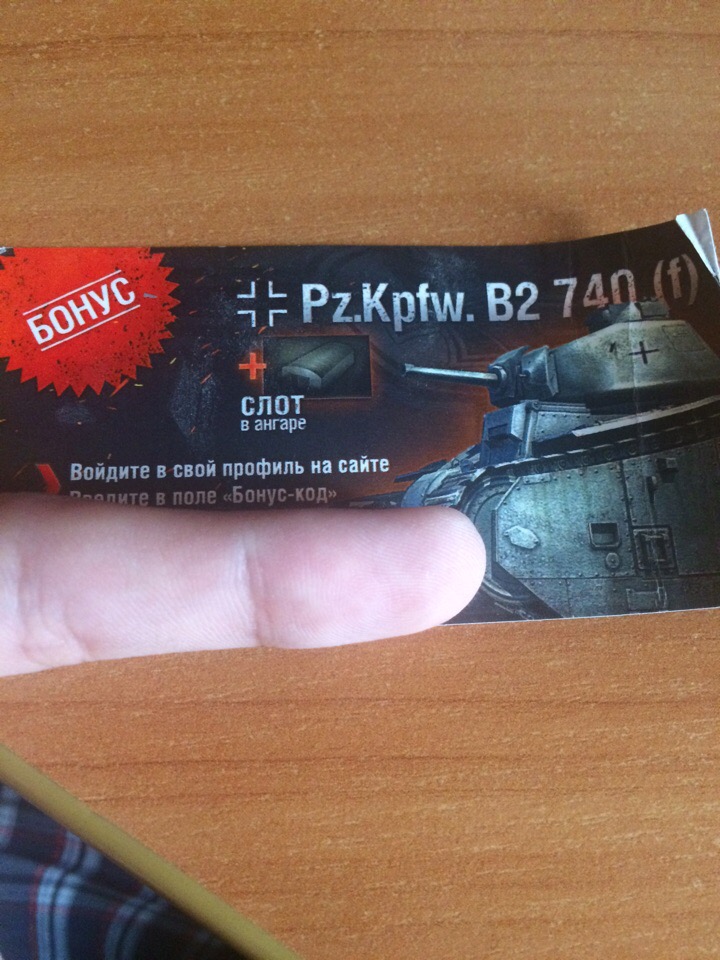 БОНУС
Pz.Kpfw. B2 740 (f)
+
СЛОТ
в ангаре
Войдите в свой профиль на сайте
Введите в поле «Бонус-код»